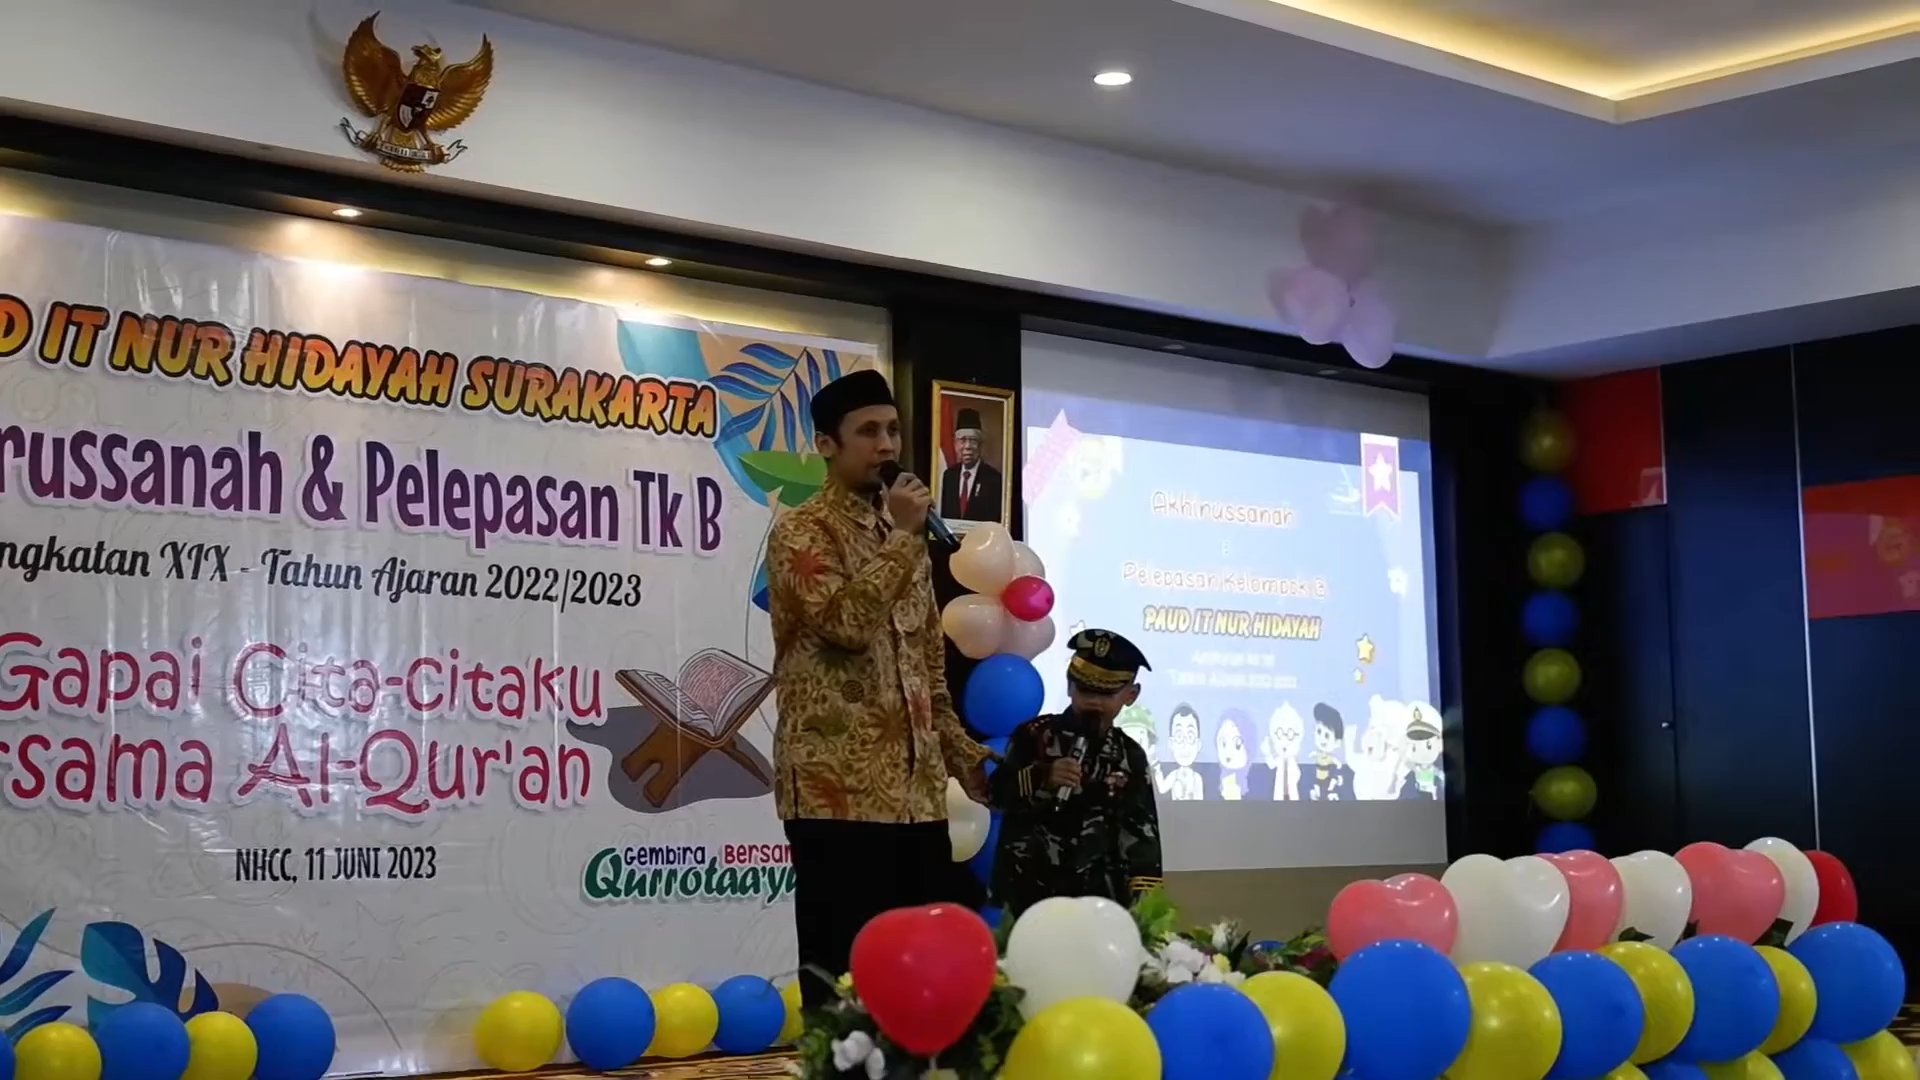 D IT NUR HIDAYAH SURAKARTA
russanah & Pelepasan Tk B
ngkatan XIX - Tahun Ajaran 2022/2023
Gapai Cita-citaku
rsama Al-Qur'an
NHCC, 11 JUNI 2023
Gembira Bersam
Qurrotaa'yu
Akhirussanah
&
Pelepasan Kelompok B
PAUD IT NUR HIDAYAH